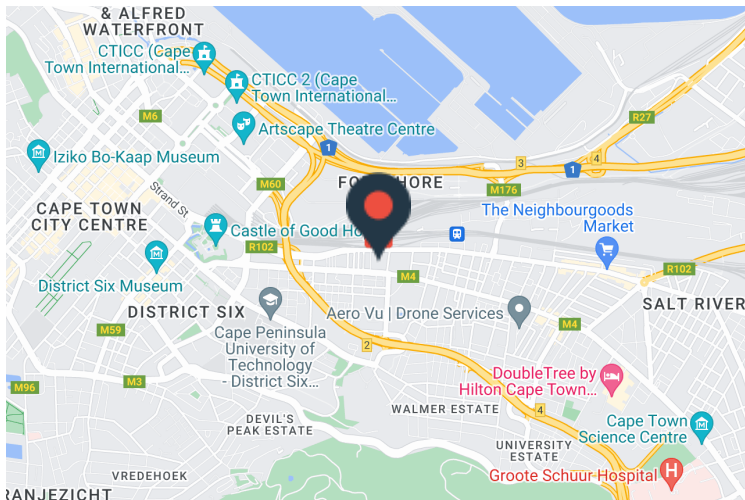 & ALFRED
WATERFRONT
CTICC (Cape
Town International...
CTICC 2 (Cape
Town International...
M6
Artscape Theatre Centre
R27
1
3
4
1
Iziko Bo-Kaap Museum
M60
FO
HORE
M176
Strand St
CAPE TOWN
CITY CENTRE
The Neighbourgoods
Market
Castle of Good Ho
R102
M4
R102
District Six Museum
DISTRICT SIX
SALT RIVER
Aero Vu | Drone Services
M59
M4
Cape Peninsula
University of
Technology
- District Six...
2
M96
M3
DoubleTree by
Hilton Cape Town...
WALMER ESTATE
4
DEVIL'S
PEAK ESTATE
Cape Town
Science Centre
UNIVERSITY
ESTATE
VREDEHOEK
Groote Schuur Hospital
H
RANJEZICHT